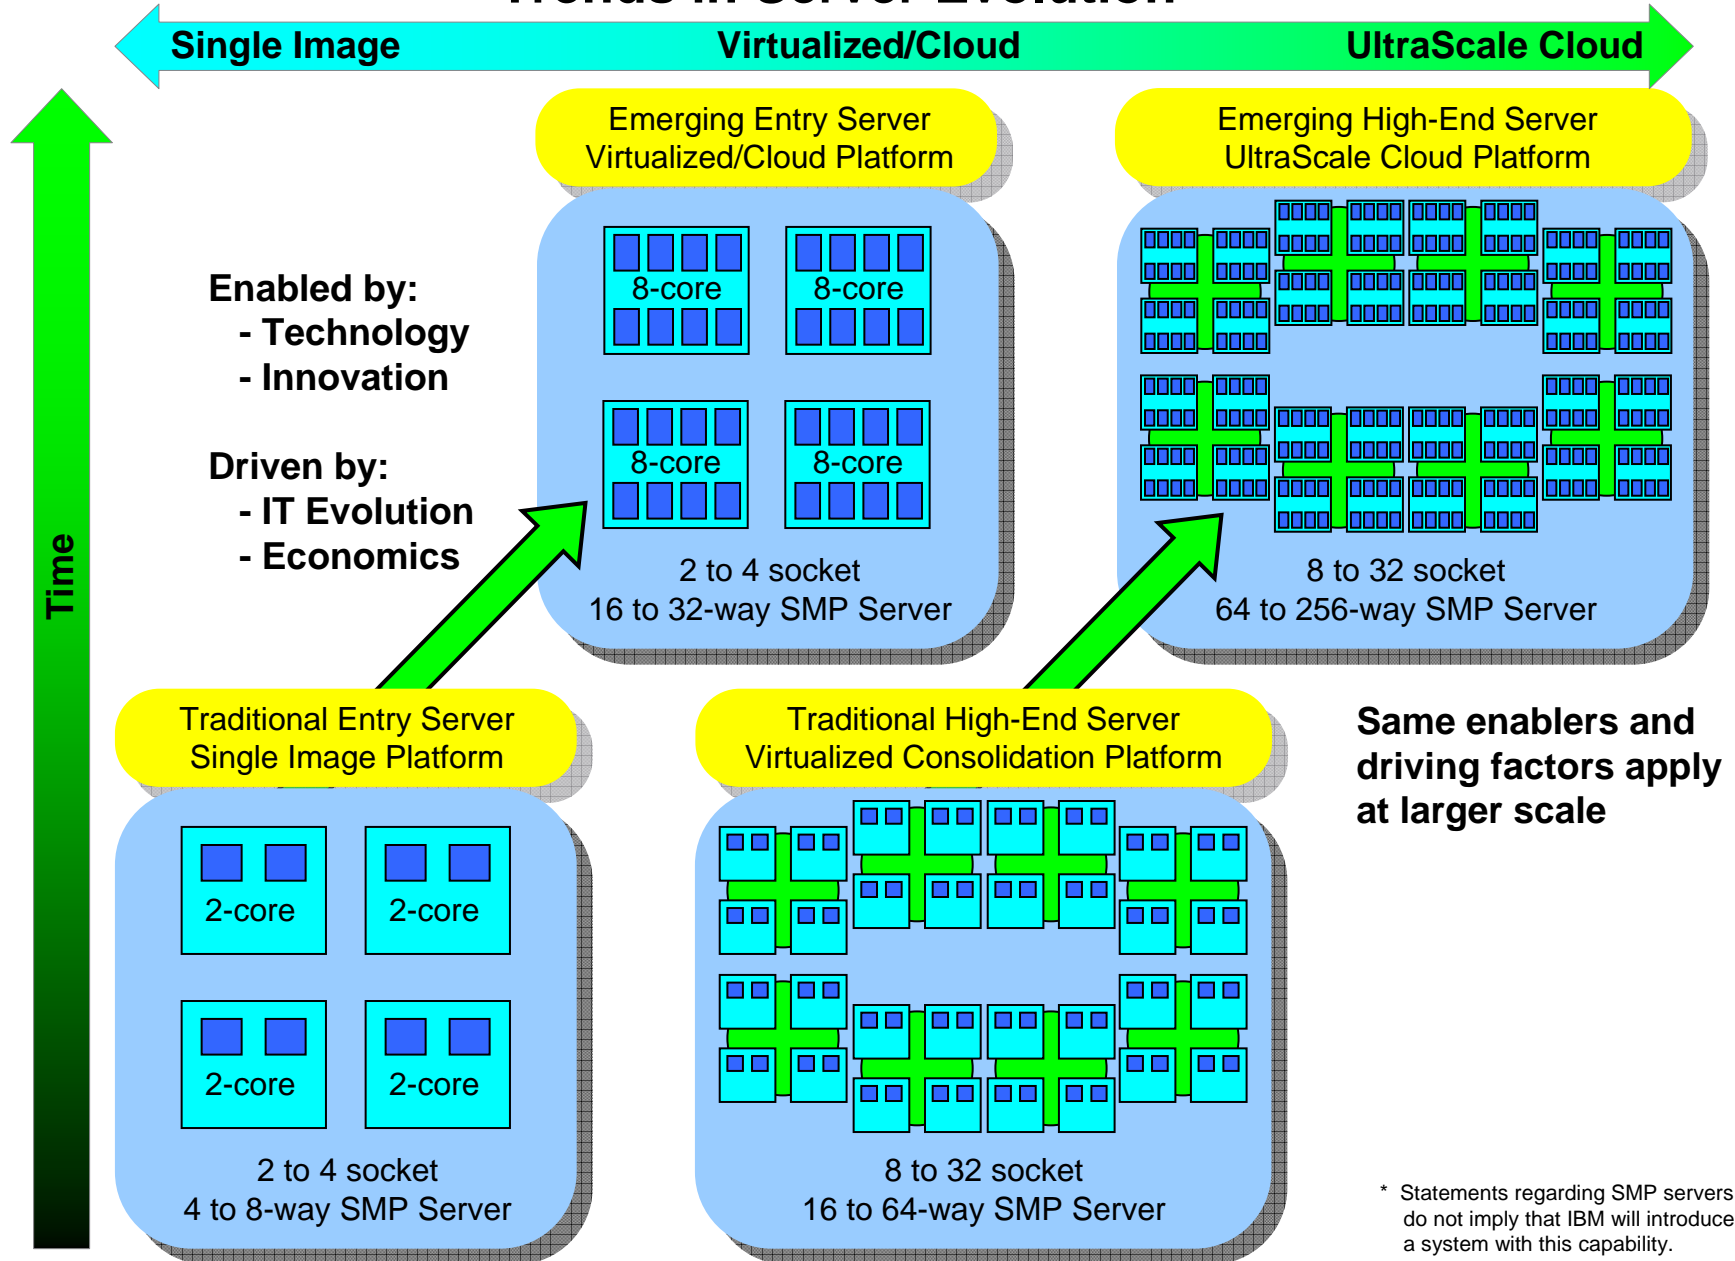 Trends in Server Evolution
Single Image
Virtualized/Cloud
UltraScale Cloud
Time
Emerging Entry Server
Virtualized/Cloud Platform
Emerging High-End Server
UltraScale Cloud Platform
Enabled by:
- Technology
- Innovation
Driven by:
- IT Evolution
- Economics
8-core
8-core
8-core
8-core
2 to 4 socket
16 to 32-way SMP Server
8 to 32 socket
64 to 256-way SMP Server
Traditional Entry Server
Single Image Platform
Traditional High-End Server
Virtualized Consolidation Platform
Same enablers and
driving factors apply
at larger scale
2-core
2-core
2-core
2-core
2 to 4 socket
4 to 8-way SMP Server
8 to 32 socket
16 to 64-way SMP Server
* Statements regarding SMP servers
do not imply that IBM will introduce
a system with this capability.